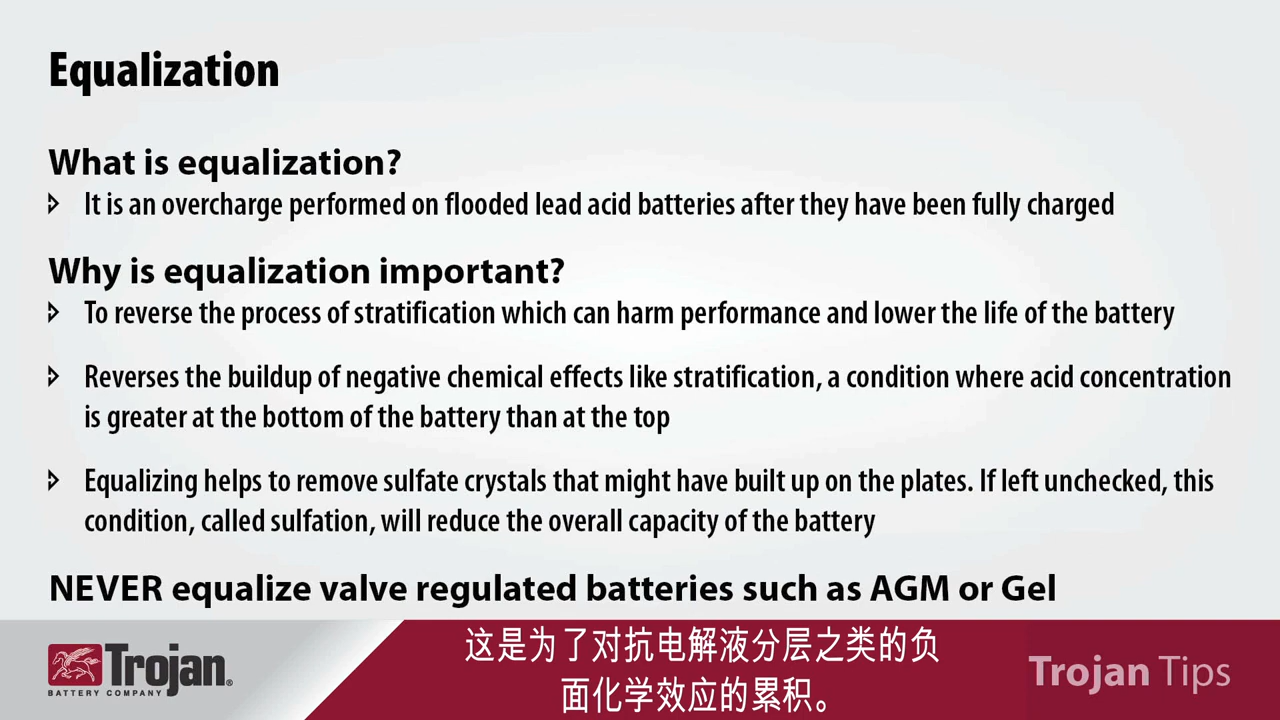 Equalization
What is equalization?
It is an overcharge performed on flooded lead acid batteries after they have been fully charged
Why is equalization important?
To reverse the process of stratification which can harm performance and lower the life of the battery
Reverses the buildup of negative chemical effects like stratification, a condition where acid concentration
is greater at the bottom of the battery than at the top
Equalizing helps to remove sulfate crystals that might have built up on the plates. If left unchecked, this
condition, called sulfation, will reduce the overall capacity of the battery
NEVER equalize valve regulated batteries such as AGM or Gel
Trojan®
BATTERY COMPANY
这是为了对抗电解液分层之类的负
面化学效应的累积。
Trojan Tips